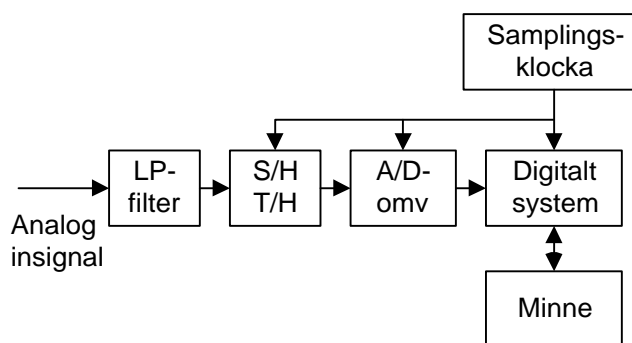 Samplings-
klocka
LP-
filter
S/H
T/H
A/D-
omv
Digitalt
system
Analog
insignal
Minne